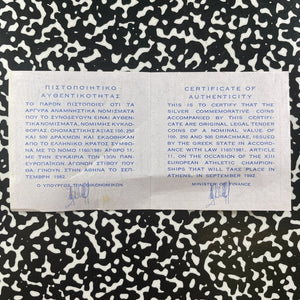 ΠΙΣΤΟΠΟΙΗΤΙΚΟ
ΑΥΘΕΝΤΙΚΟΤΗΤΑΣ
ΤΟ ΠΑΡΟΝ ΠΙΣΤΟΠΟΙΕΙ ΟΤΙ ΤΑ
ΑΡΓΥΡΑ ΑΝΑΜΝΗΣΤΙΚΑ ΝΟΜΙΣΜΑΤΑ
ΠΟΥ ΤΟ ΣΥΝΟΔΕΥΟΥΝ ΕΙΝΑΙ ΑΥΘΕΝ-
ΤΙΚΑ ΝΟΜΙΣΜΑΤΑ, ΝΟΜΙΜΗΣ ΚΥΚΛΟ-
ΦΟΡΙΑΣ, ΟΝΟΜΑΣΤΙΚΗΣ ΑΞΙΑΣ 100, 250
ΚΑΙ 500 ΔΡΑΧΜΩΝ ΚΑΙ ΕΚΔΟΘΗΚΑΝ
ΑΠΟ ΤΟ ΕΛΛΗΝΙΚΟ ΚΡΑΤΟΣ ΣΥΜΦΩ-
ΝΑ ΜΕ ΤΟ ΝΟΜΟ 1160/1981, ΑΡΘΡΟ 11,
ΜΕ ΤΗΝ ΕΥΚΑΙΡΙΑ ΤΩΝ 13ΩΝ ΠΑΝ-
ΕΥΡΩΠΑΪΚΩΝ ΑΓΩΝΩΝ ΣΤΙΒΟΥ ΠΟΥ
ΘΑ ΓΙΝΟΥΝ ΣΤΗΝ ΑΘΗΝΑ ΤΟ ΣΕ-
ΠΤΕΜΒΡΙΟ 1982.
Ο ΥΠΟΥΡΓΟΣ ΤΩΝ ΟΙΚΟΝΟΜΙΚΩΝ
CERTIFICATE OF
AUTHENTICITY
THIS IS TO CERTIFY THAT THE
SILVER COMMEMORATIVE COINS
ACCOMPANIED BY THIS CERTIFI-
CATE ARE ORIGINAL LEGAL TENDER
COINS OF A NOMINAL VALUE OF
100, 250 AND 500 DRACHMAE, ISSUED
BY THE GREEK STATE IN ACCORD-
ANCE WITH LAW 1160/1981, ARTICLE
11, ON THE OCCASION OF THE XIII
EUROPEAN ATHLETIC CHAMPION-
SHIPS THAT WILL TAKE PLACE IN
ATHENS, IN SEPTEMBER 1982.
MINISTER OF FINANCE